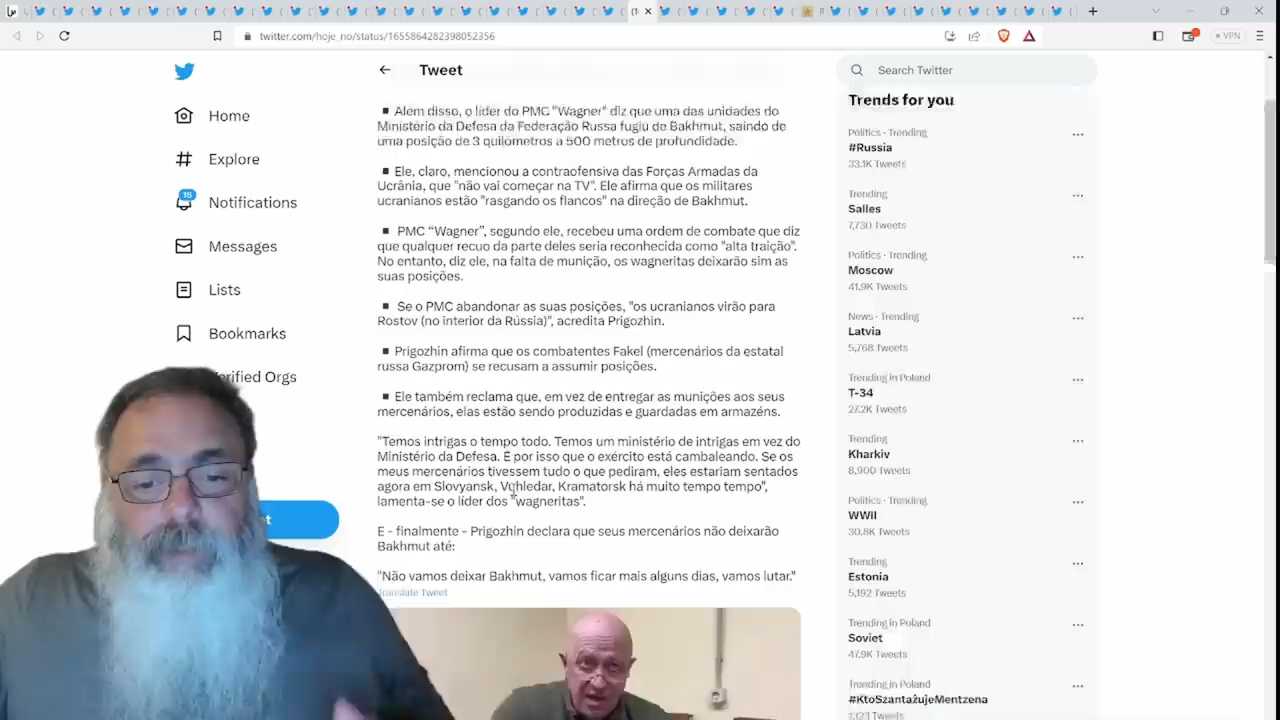 twitter.com/hoje_no/status/1655864282398052356
VPN
Home
Explore
16
Notifications
Messages
Lists
Bookmarks
erified Orgs
t
Tweet
▪ Além disso, o líder do PMC "Wagner" diz que uma das unidades do
Ministério da Defesa da Federação Russa fugiu de Bakhmut, saindo de
uma posição de 3 quilômetros a 500 metros de profundidade.
▪ Ele, claro, mencionou a contraofensiva das Forças Armadas da
Ucrânia, que "não vai começar na TV". Ele afirma que os militares
ucranianos estão "rasgando os flancos" na direção de Bakhmut.
▪ PMC “Wagner”, segundo ele, recebeu uma ordem de combate que diz
que qualquer recuo da parte deles seria reconhecida como "alta traição".
No entanto, diz ele, na falta de munição, os wagneritas deixarão sim as
suas posições.
▪ Se o PMC abandonar as suas posições, "os ucranianos virão para
Rostov (no interior da Rússia)", acredita Prigozhin.
▪ Prigozhin afirma que os combatentes Fakel (mercenários da estatal
russa Gazprom) se recusam a assumir posições.
▪ Ele também reclama que, em vez de entregar as munições aos seus
mercenários, elas estão sendo produzidas e guardadas em armazéns.
"Temos intrigas o tempo todo. Temos um ministério de intrigas em vez do
Ministério da Defesa. É por isso que o exército está cambaleando. Se os
meus mercenários tivessem tudo o que pediram, eles estariam sentados
agora em Slovyansk, Vuhledar, Kramatorsk há muito tempo tempo",
lamenta-se o líder dos "wagneritas".
E - finalmente - Prigozhin declara que seus mercenários não deixarão
Bakhmut até:
"Não vamos deixar Bakhmut, vamos ficar mais alguns dias, vamos lutar."
Translate Tweet
Search Twitter
Trends for you
Politics · Trending
#Russia
33.1K Tweets
Trending
Salles
7,730 Tweets
Politics · Trending
Moscow
41.9K Tweets
News · Trending
Latvia
5,768 Tweets
Trending in Poland
T-34
27.2K Tweets
Trending
Kharkiv
8,900 Tweets
Politics · Trending
WWII
30.8K Tweets
Trending
Estonia
5,192 Tweets
Trending in Poland
Soviet
47.9K Tweets
Trending in Poland
#KtoSzantażujeMentzena
Tweets